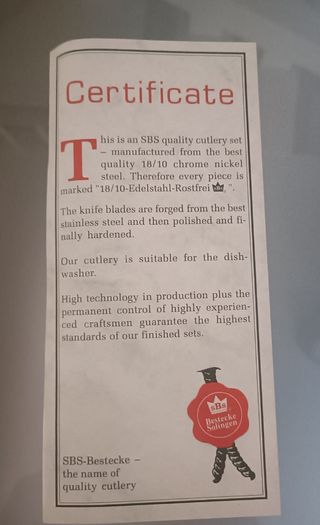 Certificate
This is an SBS quality cutlery set
– manufactured from the best
quality 18/10 chrome nickel
steel. Therefore every piece is
marked "18/10-Edelstahl-Rostfrei ".
The knife blades are forged from the best
stainless steel and then polished and fi-
nally hardened.
Our cutlery is suitable for the dish-
washer.
High technology in production plus the
permanent control of highly experien-
ced craftsmen guarantee the highest
standards of our finished sets.
SBS
Bestecke
Solingen
SBS-Bestecke –
the name of
quality cutlery